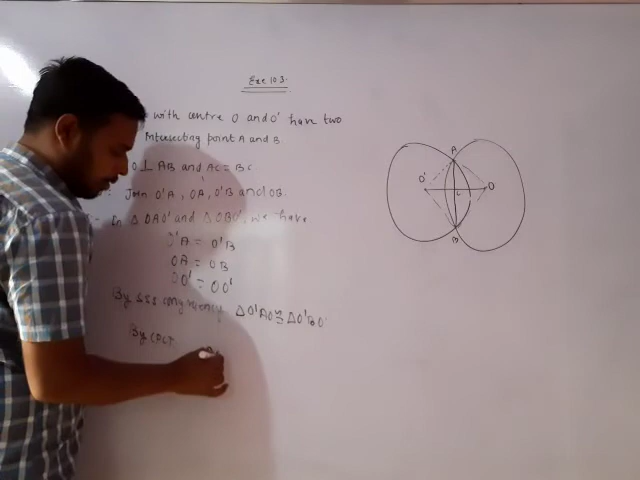 Exe 10.3.
with centre O and O' have two
Intersecting point A and B
O ⊥ AB and AC = BC
Join O'A, OA, O'B and OB.
In Δ OAO' and Δ OBO', we have
O'A = O'B
OA = OB
OO' = OO'
By SSS congruency Δ O'AO ≅ Δ O'BO
By CPCT
A
O'
C
O
B